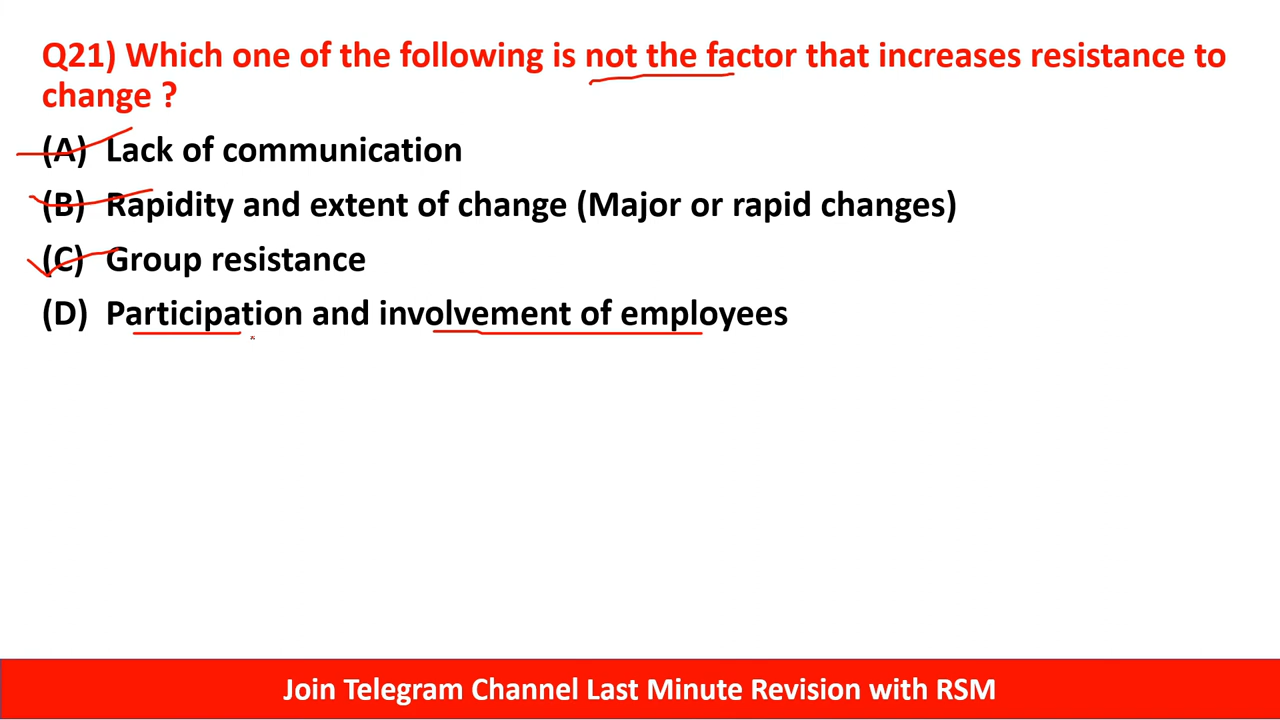 Q21) Which one of the following is not the factor that increases resistance to
change ?
(A) Lack of communication
(B) Rapidity and extent of change (Major or rapid changes)
(C) Group resistance
(D) Participation and involvement of employees
Join Telegram Channel Last Minute Revision with RSM